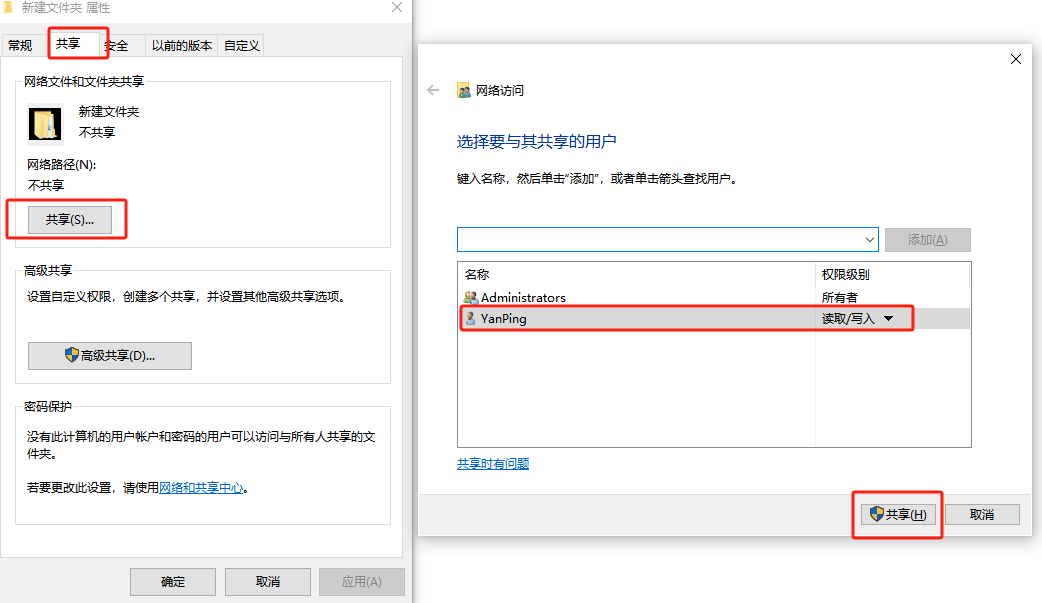 新建文件夹 属性
常规
共享
安全
以前的版本
自定义
网络文件和文件夹共享
新建文件夹
不共享
网络路径(N):
不共享
共享(S)...
高级共享
设置自定义权限，创建多个共享，并设置其他高级共享选项。
高级共享(D)...
密码保护
没有此计算机的用户帐户和密码的用户可以访问与所有人共享的文
件夹。
若要更改此设置，请使用网络和共享中心。
确定
取消
应用(A)
网络访问
选择要与其共享的用户
键入名称，然后单击“添加”，或者单击箭头查找用户。
添加(A)
名称
权限级别
Administrators
所有者
YanPing
读取/写入
共享时有问题
共享(H)
取消